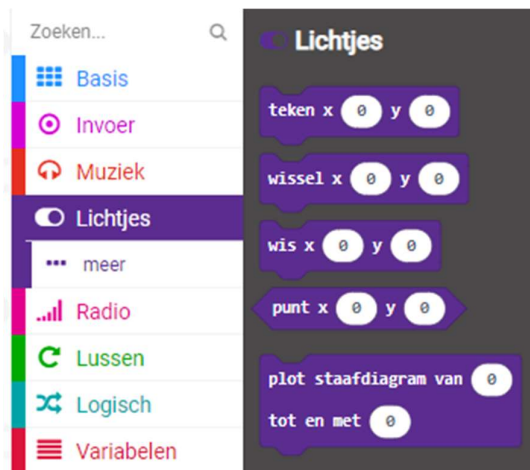 Zoeken...
Basis
Invoer
Muziek
Lichtjes
meer
Radio
Lussen
Logisch
Variabelen
Lichtjes
teken x 0 y 0
wissel x 0 y 0
wis x 0 y 0
punt x 0 y 0
plot staafdiagram van 0
tot en met 0